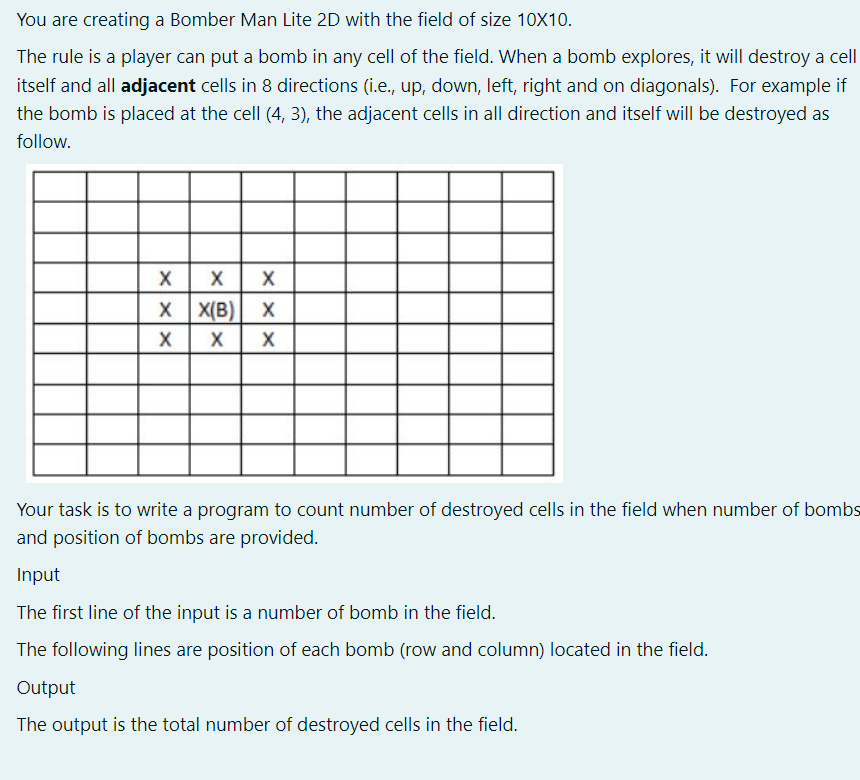 You are creating a Bomber Man Lite 2D with the field of size 10X10.
The rule is a player can put a bomb in any cell of the field. When a bomb explores, it will destroy a cell
itself and all adjacent cells in 8 directions (i.e., up, down, left, right and on diagonals). For example if
the bomb is placed at the cell (4, 3), the adjacent cells in all direction and itself will be destroyed as
follow.
X X X
X X(B) X
X X X
Your task is to write a program to count number of destroyed cells in the field when number of bombs
and position of bombs are provided.
Input
The first line of the input is a number of bomb in the field.
The following lines are position of each bomb (row and column) located in the field.
Output
The output is the total number of destroyed cells in the field.